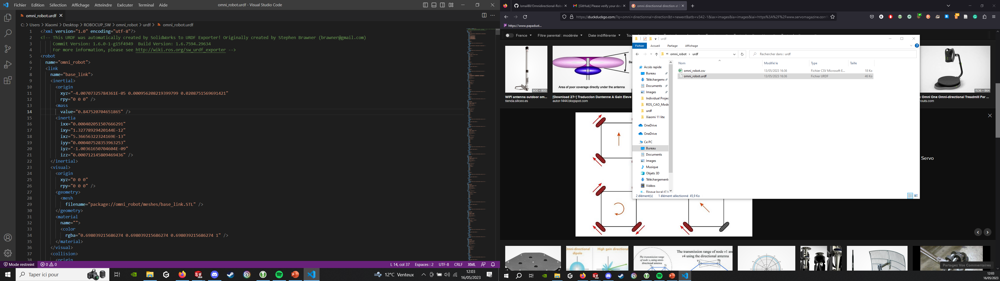 Fichier Edition Sélection Affichage Atteindre Exécuter Terminal Aide
omni_robot.urdf - Visual Studio Code
omni_robot.urdf
C: > Users > Xiaomi > Desktop > ROBOCUP_SW > omni_robot > urdf > omni_robot.urdf
1 <?xml version="1.0" encoding="utf-8"?>
2 <!-- This URDF was automatically created by SolidWorks to URDF Exporter! Originally created by Stephen Brawner (brawner@gmail.com)
3 Commit Version: 1.6.0-1-g15f4949 Build Version: 1.6.7594.29634
4 For more information, please see http://wiki.ros.org/sw_urdf_exporter -->
5 <robot
6 name="omni_robot">
7 <link
8 name="base_link">
9 <inertial>
10 <origin
11 xyz="-4.00707325784361E-05 0.000956208219399799 0.0208751569691421"
12 rpy="0 0 0" />
13 <mass
14 value="0.847520704651865" />
15 <inertia
16 ixx="0.000402051507666291"
17 ixy="1.32778929420144E-12"
18 ixz="5.36656322324169E-13"
19 iyy="0.000407528353963253"
20 iyz="-1.00361650704604E-09"
21 izz="0.000712145809469436" />
22 </inertial>
23 <visual>
24 <origin
25 xyz="0 0 0"
26 rpy="0 0 0" />
27 <geometry>
28 <mesh
29 filename="package://omni_robot/meshes/base_link.STL" />
30 </geometry>
31 <material
32 name="">
33 <color
34 rgba="0.698039215686274 0.698039215686274 0.698039215686274 1" />
35 </material>
36 </visual>
37 <collision>
38 <origin
Mode restreint 0 0
L 14, col 37 Espaces : 2 UTF-8 CRLF XML
Taper ici pour
12°C Venteux
12:03
16/05/2023
IsmailBl/Omnidirectional-Robo
[GitHub] Please verify your dev
omni directionnal direction at D
https://duckduckgo.com/?q=omni+directionnal+direction&t=newext&atb=v342-1&iax=images&ia=images&iai=https%3A%2F%2Fwww.servomagazine.com%
https://www.papadust...
France
Filtre parental : modérée
Date indifférente
800 × 800
WIFI antenna outdoor om...
tienda.siliceo.es
Be
Area of poor coverage directly under the antenna
[Download 27+] Traduccion Dantenne A Gain Eleve
autor-1444.blogspot.com
1536 × 864
Omni One Omni-directional Treadmill For ...
outs.com
urdf
Fichier Accueil Partage Affichage
omni_robot > urdf
Rechercher dans : urdf
Nom Modifié le Type Taille
omni_robot.csv 13/05/2023 16:36 Fichier CSV Microsoft E... 18 Ko
omni_robot.urdf 13/05/2023 16:36 Fichier URDF 46 Ko
Accès rapide
Bureau
Téléchargeme
Documents
Images
Individual Projec
ROS_CAO_Mode
urdf
Xiaomi 11 lite
OneDrive
OneDrive
Ce PC
Bureau
Documents
Images
Musique
Objets 3D
Téléchargements
Vidéos
Disque local (C:)
2 élément(s) 1 élément sélectionné 45,9 Ko
Servo
Omni-directional dipole
High gain directional
The transmission range of node v1 using omni-directional antenna
The transmission range of node v1 and v4 using the directional antenna
Partagez Vos Commentaires
12:03
16/05/2023